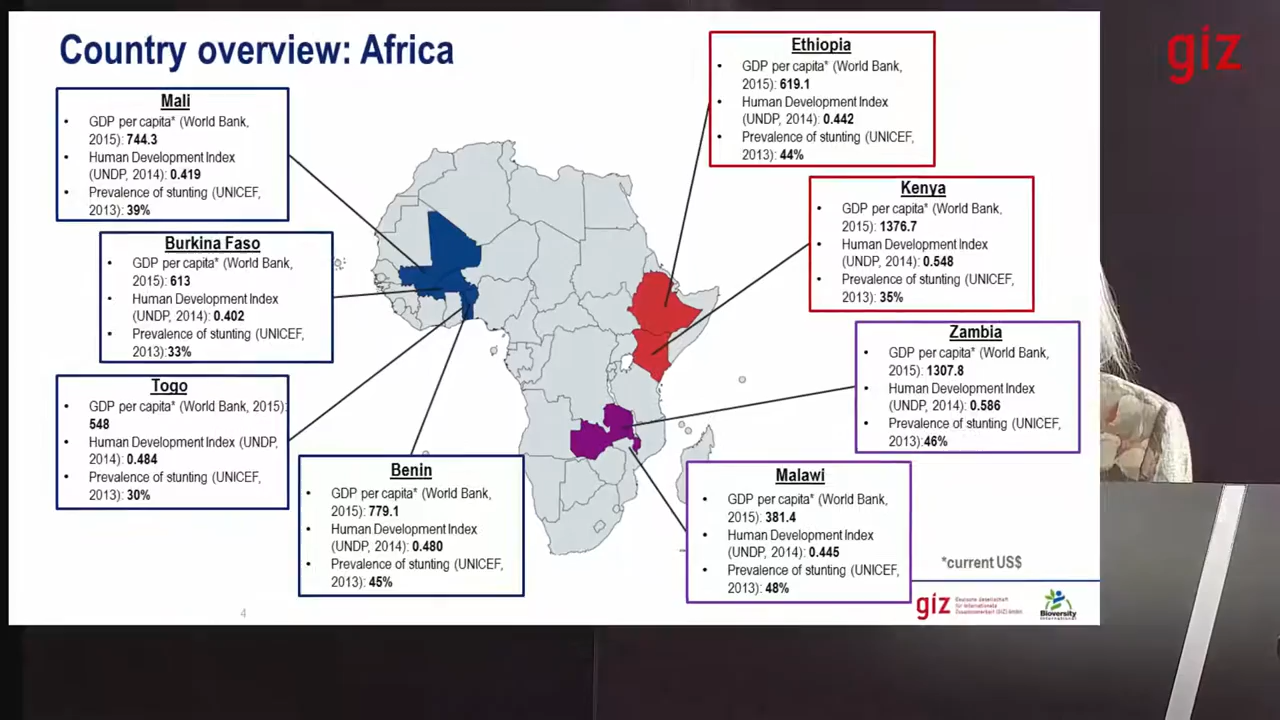 Country overview: Africa
giz
Mali
• GDP per capita* (World Bank,
2015): 744.3
• Human Development Index
(UNDP, 2014): 0.419
• Prevalence of stunting (UNICEF,
2013): 39%
Burkina Faso
• GDP per capita* (World Bank,
2015): 613
• Human Development Index
(UNDP, 2014): 0.402
• Prevalence of stunting (UNICEF,
2013):33%
Togo
• GDP per capita* (World Bank, 2015):
548
• Human Development Index (UNDP,
2014): 0.484
• Prevalence of stunting (UNICEF,
2013): 30%
Benin
• GDP per capita* (World Bank,
2015): 779.1
• Human Development Index
(UNDP, 2014): 0.480
• Prevalence of stunting (UNICEF,
2013): 45%
Ethiopia
• GDP per capita* (World Bank,
2015): 619.1
• Human Development Index
(UNDP, 2014): 0.442
• Prevalence of stunting (UNICEF,
2013): 44%
Kenya
• GDP per capita* (World Bank,
2015): 1376.7
• Human Development Index
(UNDP, 2014): 0.548
• Prevalence of stunting (UNICEF,
2013): 35%
Zambia
• GDP per capita* (World Bank,
2015): 1307.8
• Human Development Index
(UNDP, 2014): 0.586
• Prevalence of stunting (UNICEF,
2013):46%
Malawi
• GDP per capita* (World Bank,
2015): 381.4
• Human Development Index
(UNDP, 2014): 0.445
• Prevalence of stunting (UNICEF,
2013): 48%
*current US$
4
giz
Deutsche Gesellschaft
für Internationale
Zusammenarbeit (GIZ) GmbH
Bioversity
International